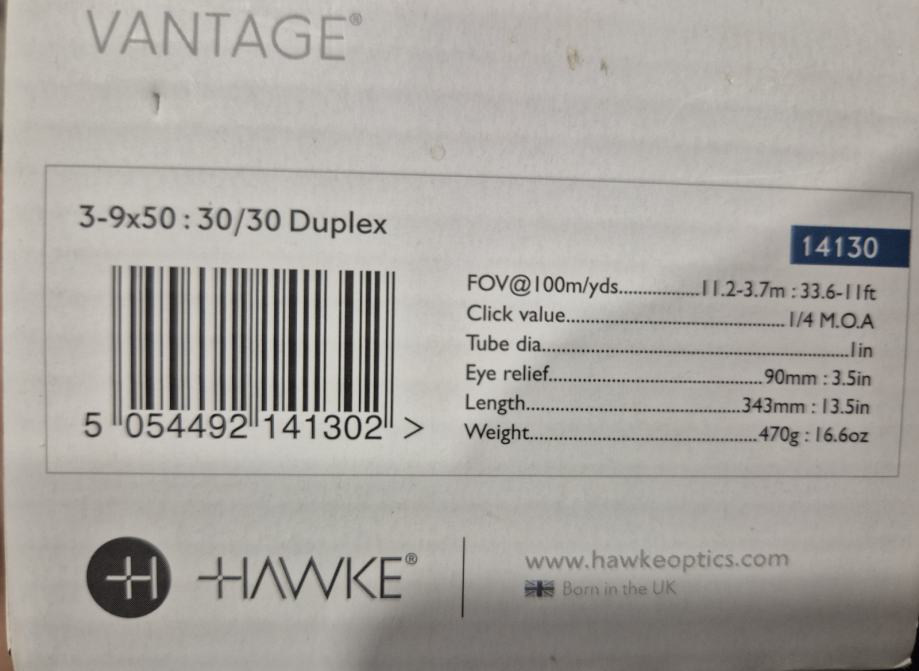 VANTAGE®
3-9x50 : 30/30 Duplex
14130
FOV@100m/yds..................11.2-3.7m : 33.6-11ft
Click value................................................1/4 M.O.A
Tube dia....................................................................1in
Eye relief...............................................90mm : 3.5in
Length................................................343mm : 13.5in
Weight..................................................470g : 16.6oz
5 054492 141302 >
HAWKE®
www.hawkeoptics.com
Born in the UK